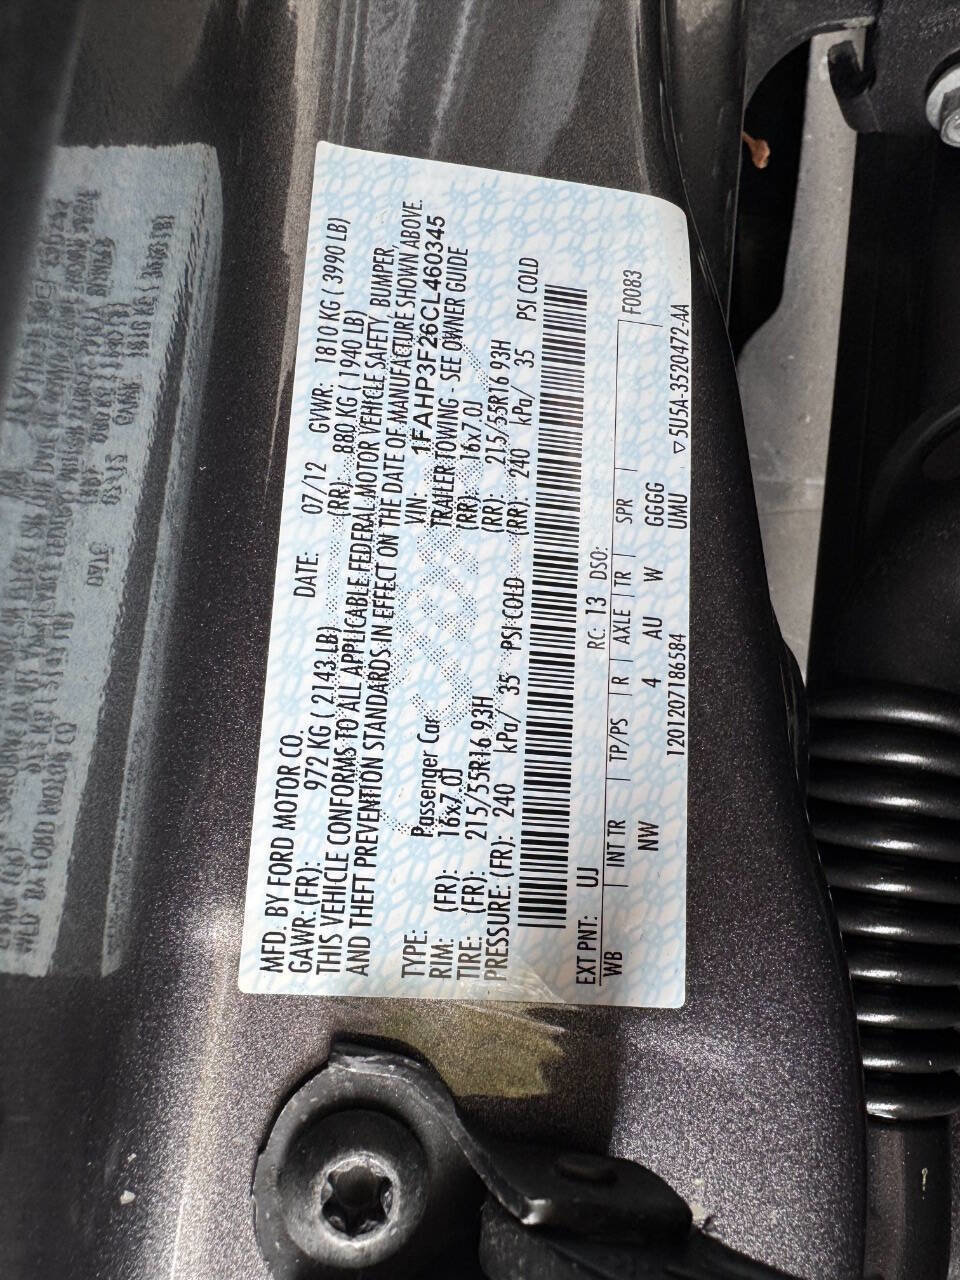 MFD. BY FORD MOTOR CO.
DATE: 07/12 GVWR: 1810 KG ( 3990 LB)
GAWR: (FR): 972 KG ( 2143 LB) (RR) 880 KG ( 1940 LB)
THIS VEHICLE CONFORMS TO ALL APPLICABLE FEDERAL MOTOR VEHICLE SAFETY, BUMPER,
AND THEFT PREVENTION STANDARDS IN EFFECT ON THE DATE OF MANUFACTURE SHOWN ABOVE.
VIN: 1FAHP3F26CL460345
TYPE: Passenger Car TRAILER TOWING - SEE OWNER GUIDE
RIM: (FR): 16x7.0J (RR): 16x7.0J
TIRE: (FR): 215/55R16 93H (RR): 215/55R16 93H
PRESSURE: (FR): 240 kPa/ 35 PSI COLD (RR): 240 kPa/ 35 PSI COLD
EXT PNT: UJ RC: 13 DSO: F0083
WB | INT TR | TP/PS | R | AXLE | TR | SPR
NW 4 AU W GGGG
UMU
1201207186584 ▽ 5U5A-3520472-AA